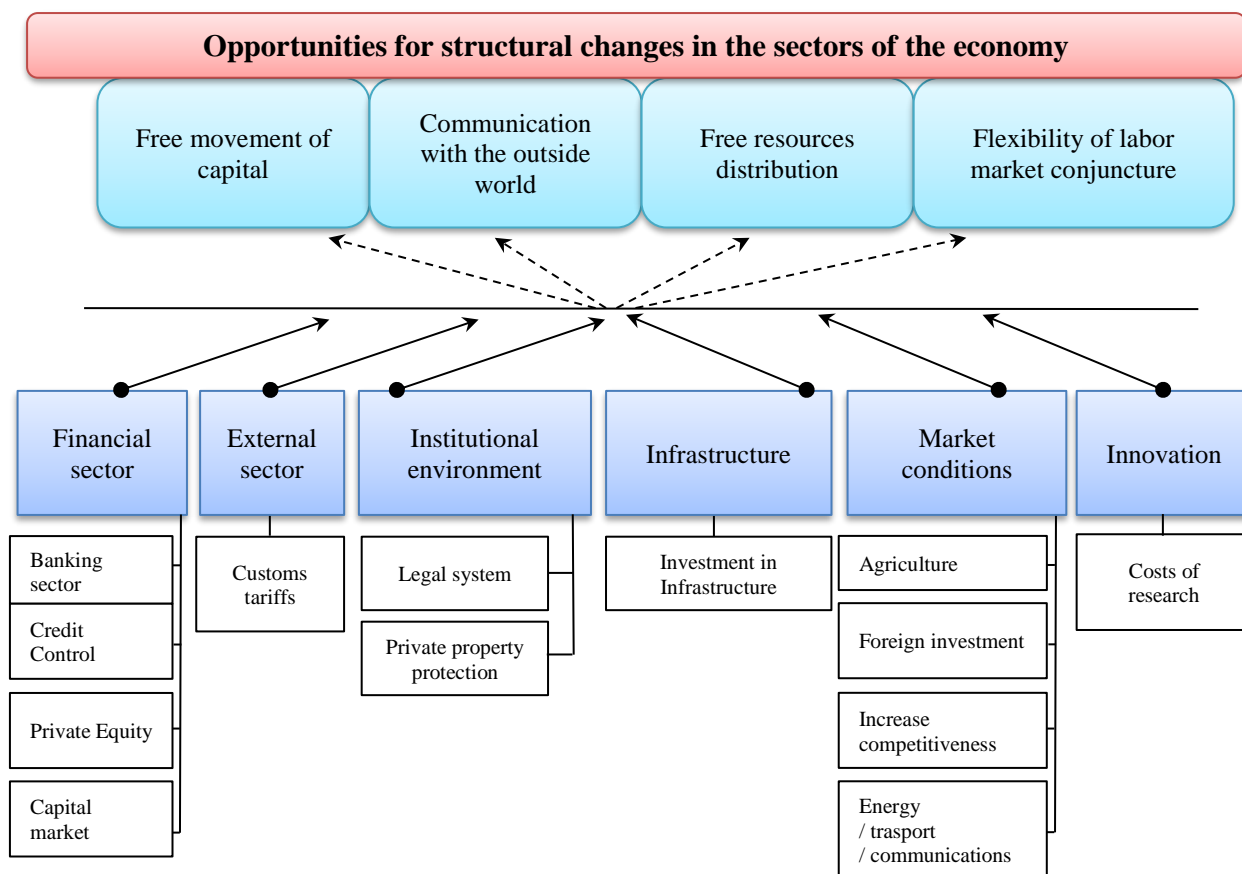 Opportunities for structural changes in the sectors of the economy
Free movement of
capital
Communication
with the outside
world
Free resources
distribution
Flexibility of labor
market conjuncture
Financial
sector
External
sector
Institutional
environment
Infrastructure
Market
conditions
Innovation
Banking
sector
Credit
Control
Private Equity
Capital
market
Customs
tariffs
Legal system
Private property
protection
Investment in
Infrastructure
Agriculture
Foreign investment
Increase
competitiveness
Energy
/ trasport
/ communications
Costs of
research